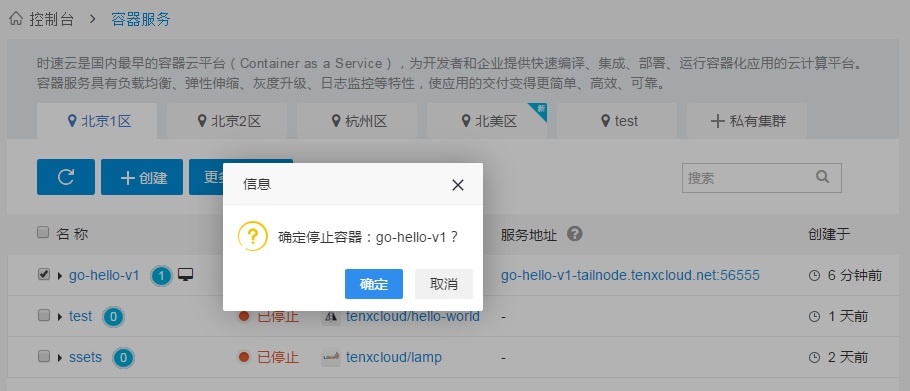 控制台 > 容器服务
时速云是国内最早的容器云平台（Container as a Service），为开发者和企业提供快速编译、集成、部署、运行容器化应用的云计算平台。
容器服务具有负载均衡、弹性伸缩、灰度升级、日志监控等特性，使应用的交付变得更简单、高效、可靠。
北京1区 北京2区 杭州区 北美区 新 test 私有集群
创建 更多 搜索
信息
确定停止容器：go-hello-v1？
确定 取消
名 称 服务地址 创建于
go-hello-v1 1 go-hello-v1-tailnode.tenxcloud.net:56555 6 分钟前
test 0 已停止 tenxcloud/hello-world - 1 天前
ssets 0 已停止 tenxcloud/lamp - 2 天前